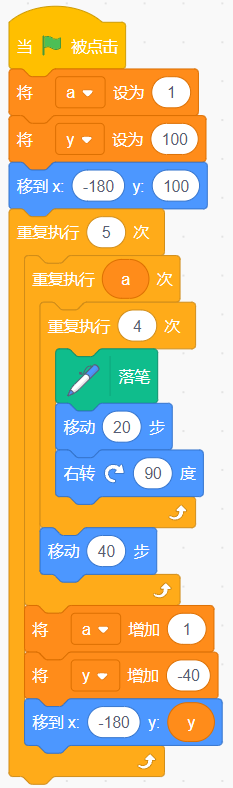 当 被点击
将 a 设为 1
将 y 设为 100
移到 x: -180 y: 100
重复执行 5 次
重复执行 a 次
重复执行 4 次
落笔
移动 20 步
右转 90 度
移动 40 步
将 a 增加 1
将 y 增加 -40
移到 x: -180 y: y